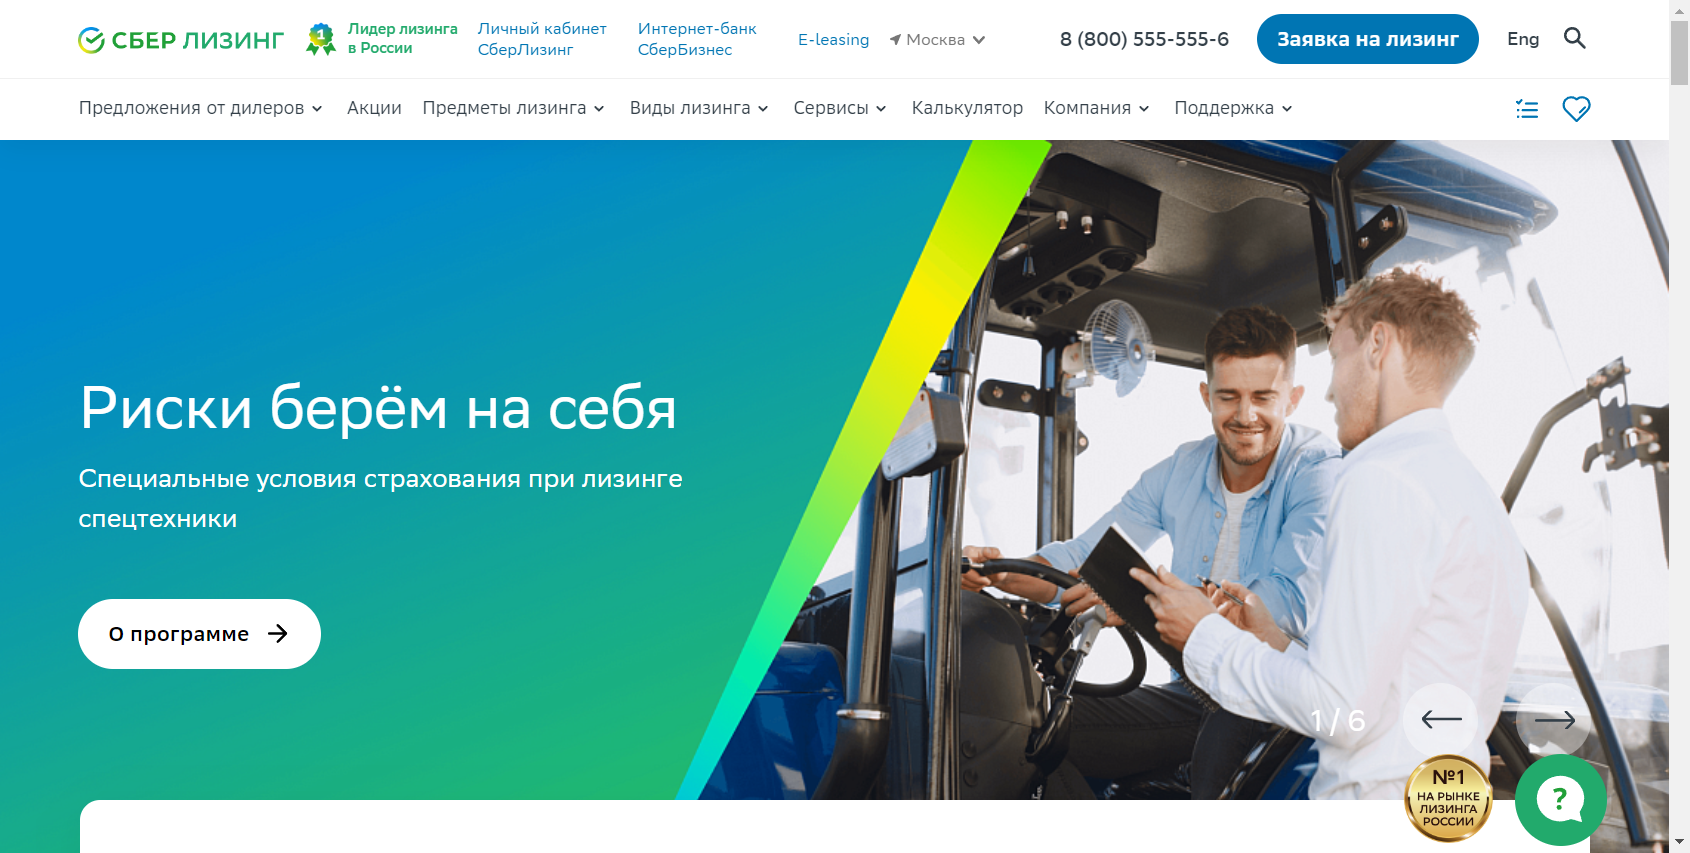 СБЕР ЛИЗИНГ
1
Лидер лизинга
в России
Личный кабинет
СберЛизинг
Интернет-банк
СберБизнес
E-leasing
Москва
8 (800) 555-555-6
Заявка на лизинг
Eng
Предложения от дилеров
Акции
Предметы лизинга
Виды лизинга
Сервисы
Калькулятор
Компания
Поддержка
Риски берём на себя
Специальные условия страхования при лизинге
спецтехники
О программе
1 / 6
№1
НА РЫНКЕ
ЛИЗИНГА
РОССИИ
?